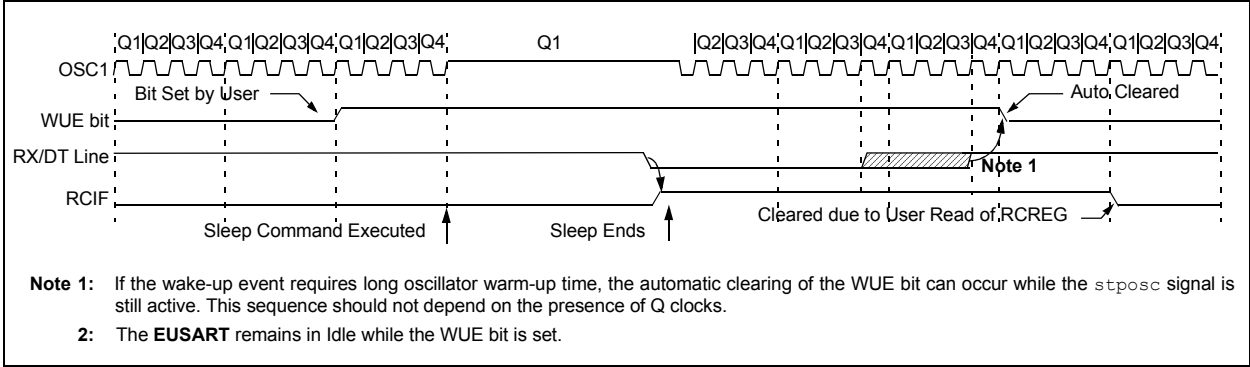 Q1|Q2|Q3|Q4|Q1|Q2|Q3|Q4|Q1|Q2|Q3|Q4| Q1 |Q2|Q3|Q4|Q1|Q2|Q3|Q4|Q1|Q2|Q3|Q4|Q1|Q2|Q3|Q4|Q1|Q2|Q3|Q4
OSC1
Bit Set by User
Auto Cleared
WUE bit
RX/DT Line
Note 1
RCIF
Cleared due to User Read of RCREG
Sleep Command Executed
Sleep Ends
Note 1: If the wake-up event requires long oscillator warm-up time, the automatic clearing of the WUE bit can occur while the stposc signal is
still active. This sequence should not depend on the presence of Q clocks.
2: The EUSART remains in Idle while the WUE bit is set.